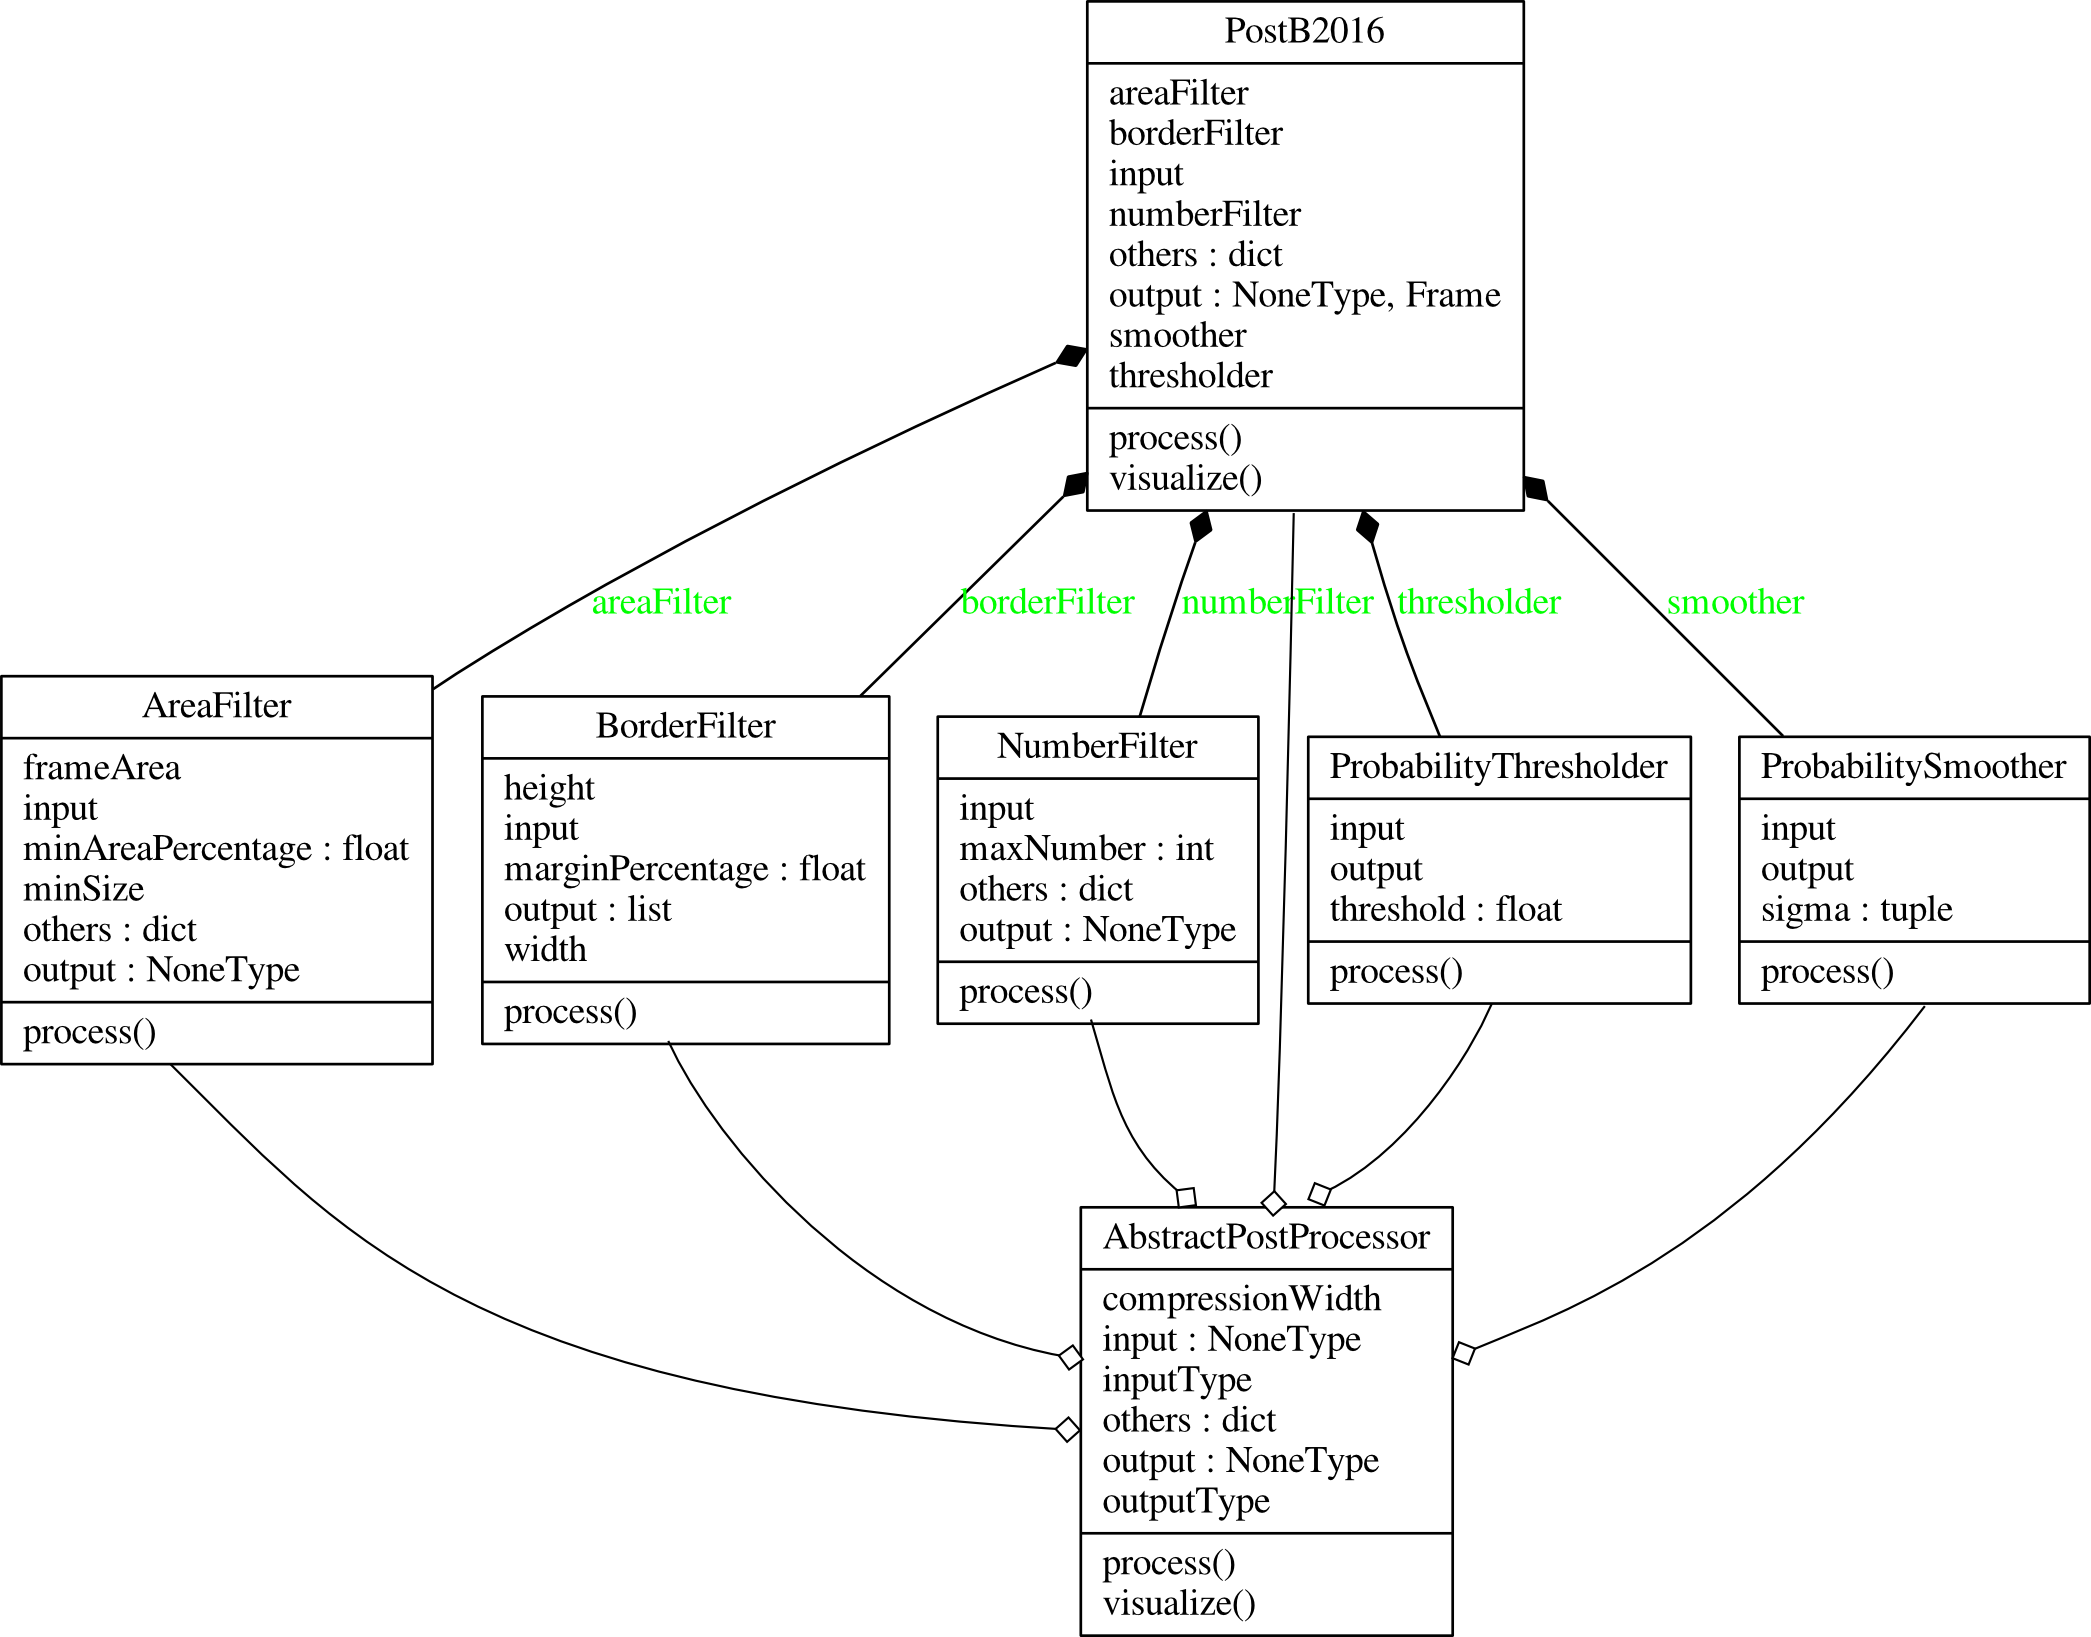 PostB2016
areaFilter
borderFilter
input
numberFilter
others : dict
output : NoneType, Frame
smoother
thresholder
process()
visualize()
areaFilter
borderFilter
numberFilter
thresholder
smoother
AreaFilter
frameArea
input
minAreaPercentage : float
minSize
others : dict
output : NoneType
process()
BorderFilter
height
input
marginPercentage : float
output : list
width
process()
NumberFilter
input
maxNumber : int
others : dict
output : NoneType
process()
ProbabilityThresholder
input
output
threshold : float
process()
ProbabilitySmoother
input
output
sigma : tuple
process()
AbstractPostProcessor
compressionWidth
input : NoneType
inputType
others : dict
output : NoneType
outputType
process()
visualize()